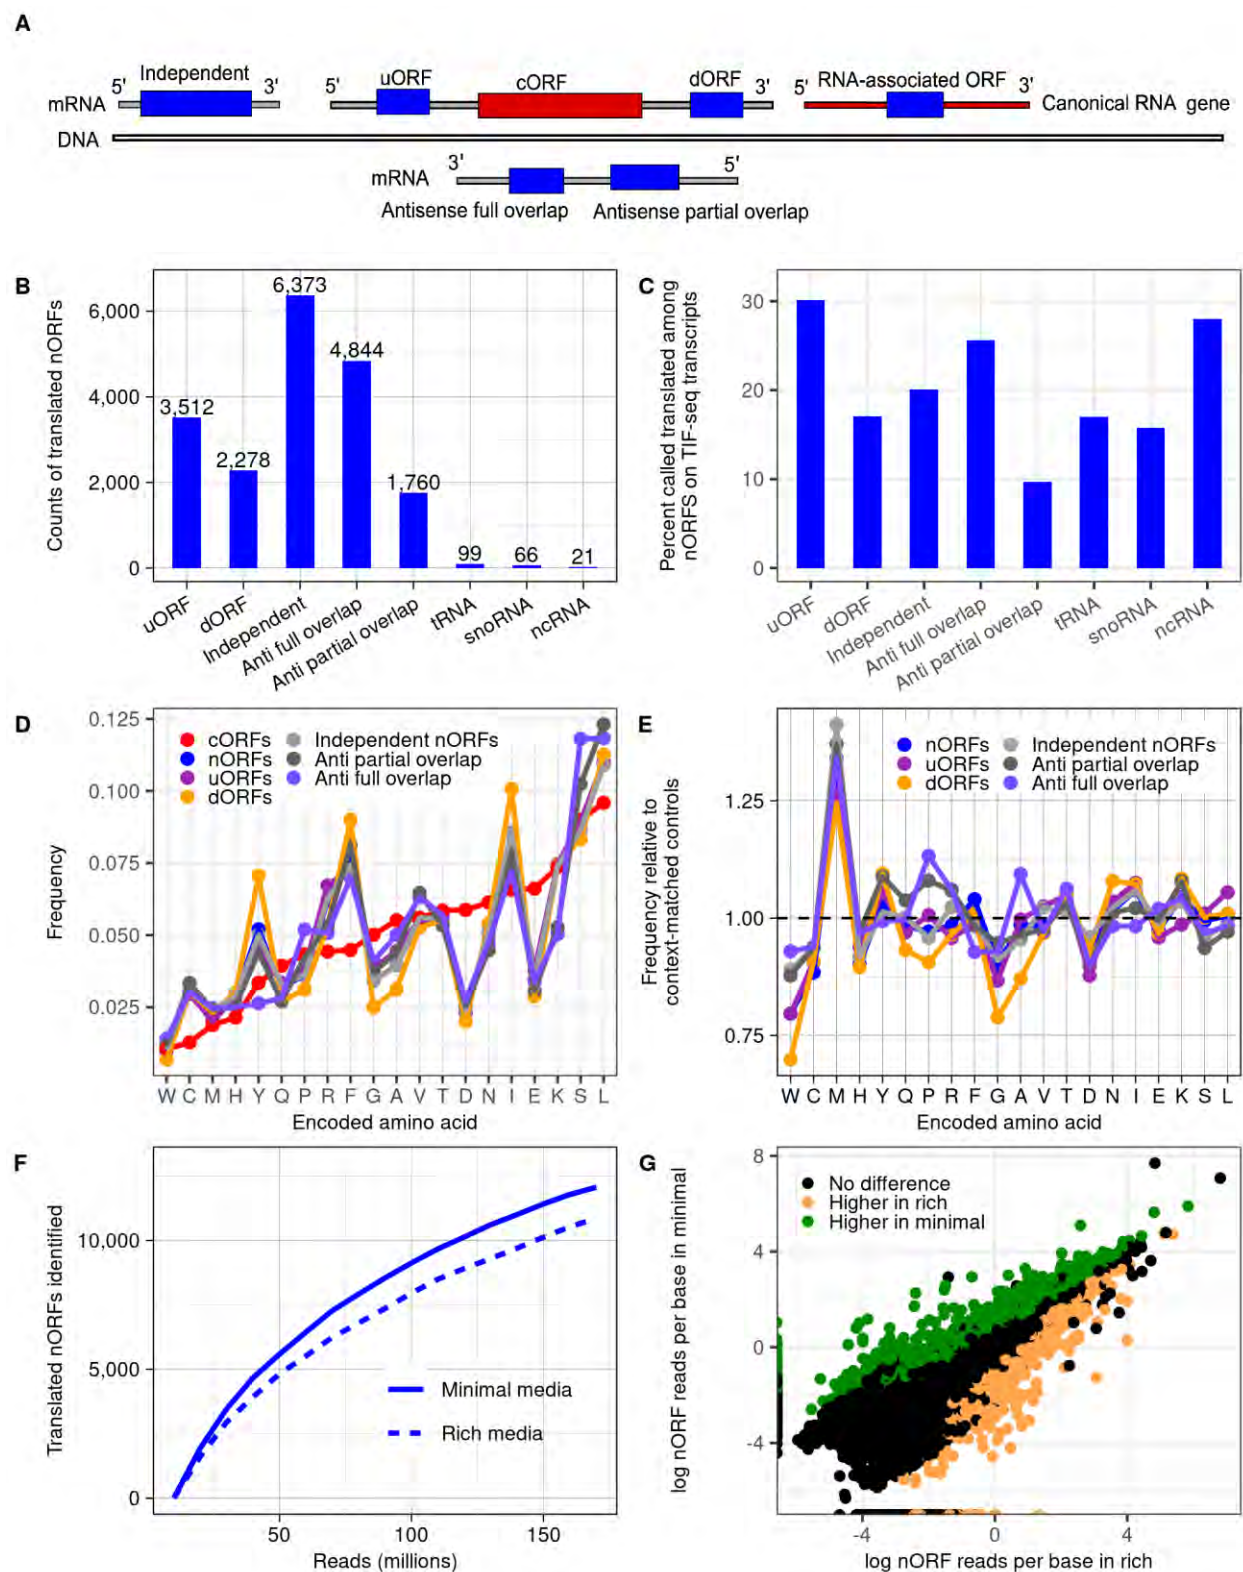 A
5' Independent 3' 5' uORF cORF dORF 3' 5' RNA-associated ORF 3'
mRNA Canonical RNA gene
DNA
3' 5'
mRNA
Antisense full overlap Antisense partial overlap
B
Counts of translated nORFs
6,000
4,000
2,000
0
3,512
2,278
6,373
4,844
1,760
99
66
21
uORF
dORF
Independent
Anti full overlap
Anti partial overlap
tRNA
snoRNA
ncRNA
C
Percent called translated among
nORFS on TIF-seq transcripts
30
20
10
0
uORF
dORF
Independent
Anti full overlap
Anti partial overlap
tRNA
snoRNA
ncRNA
D
Frequency
0.125
0.100
0.075
0.050
0.025
cORFs
nORFs
uORFs
dORFs
Independent nORFs
Anti partial overlap
Anti full overlap
W C M H Y Q P R F G A V T D N I E K S L
Encoded amino acid
E
Frequency relative to
context-matched controls
1.25
1.00
0.75
nORFs
uORFs
dORFs
Independent nORFs
Anti partial overlap
Anti full overlap
W C M H Y Q P R F G A V T D N I E K S L
Encoded amino acid
F
Translated nORFs identified
10,000
5,000
0
Minimal media
Rich media
50 100 150
Reads (millions)
G
log nORF reads per base in minimal
8
4
0
-4
No difference
Higher in rich
Higher in minimal
-4 0 4
log nORF reads per base in rich